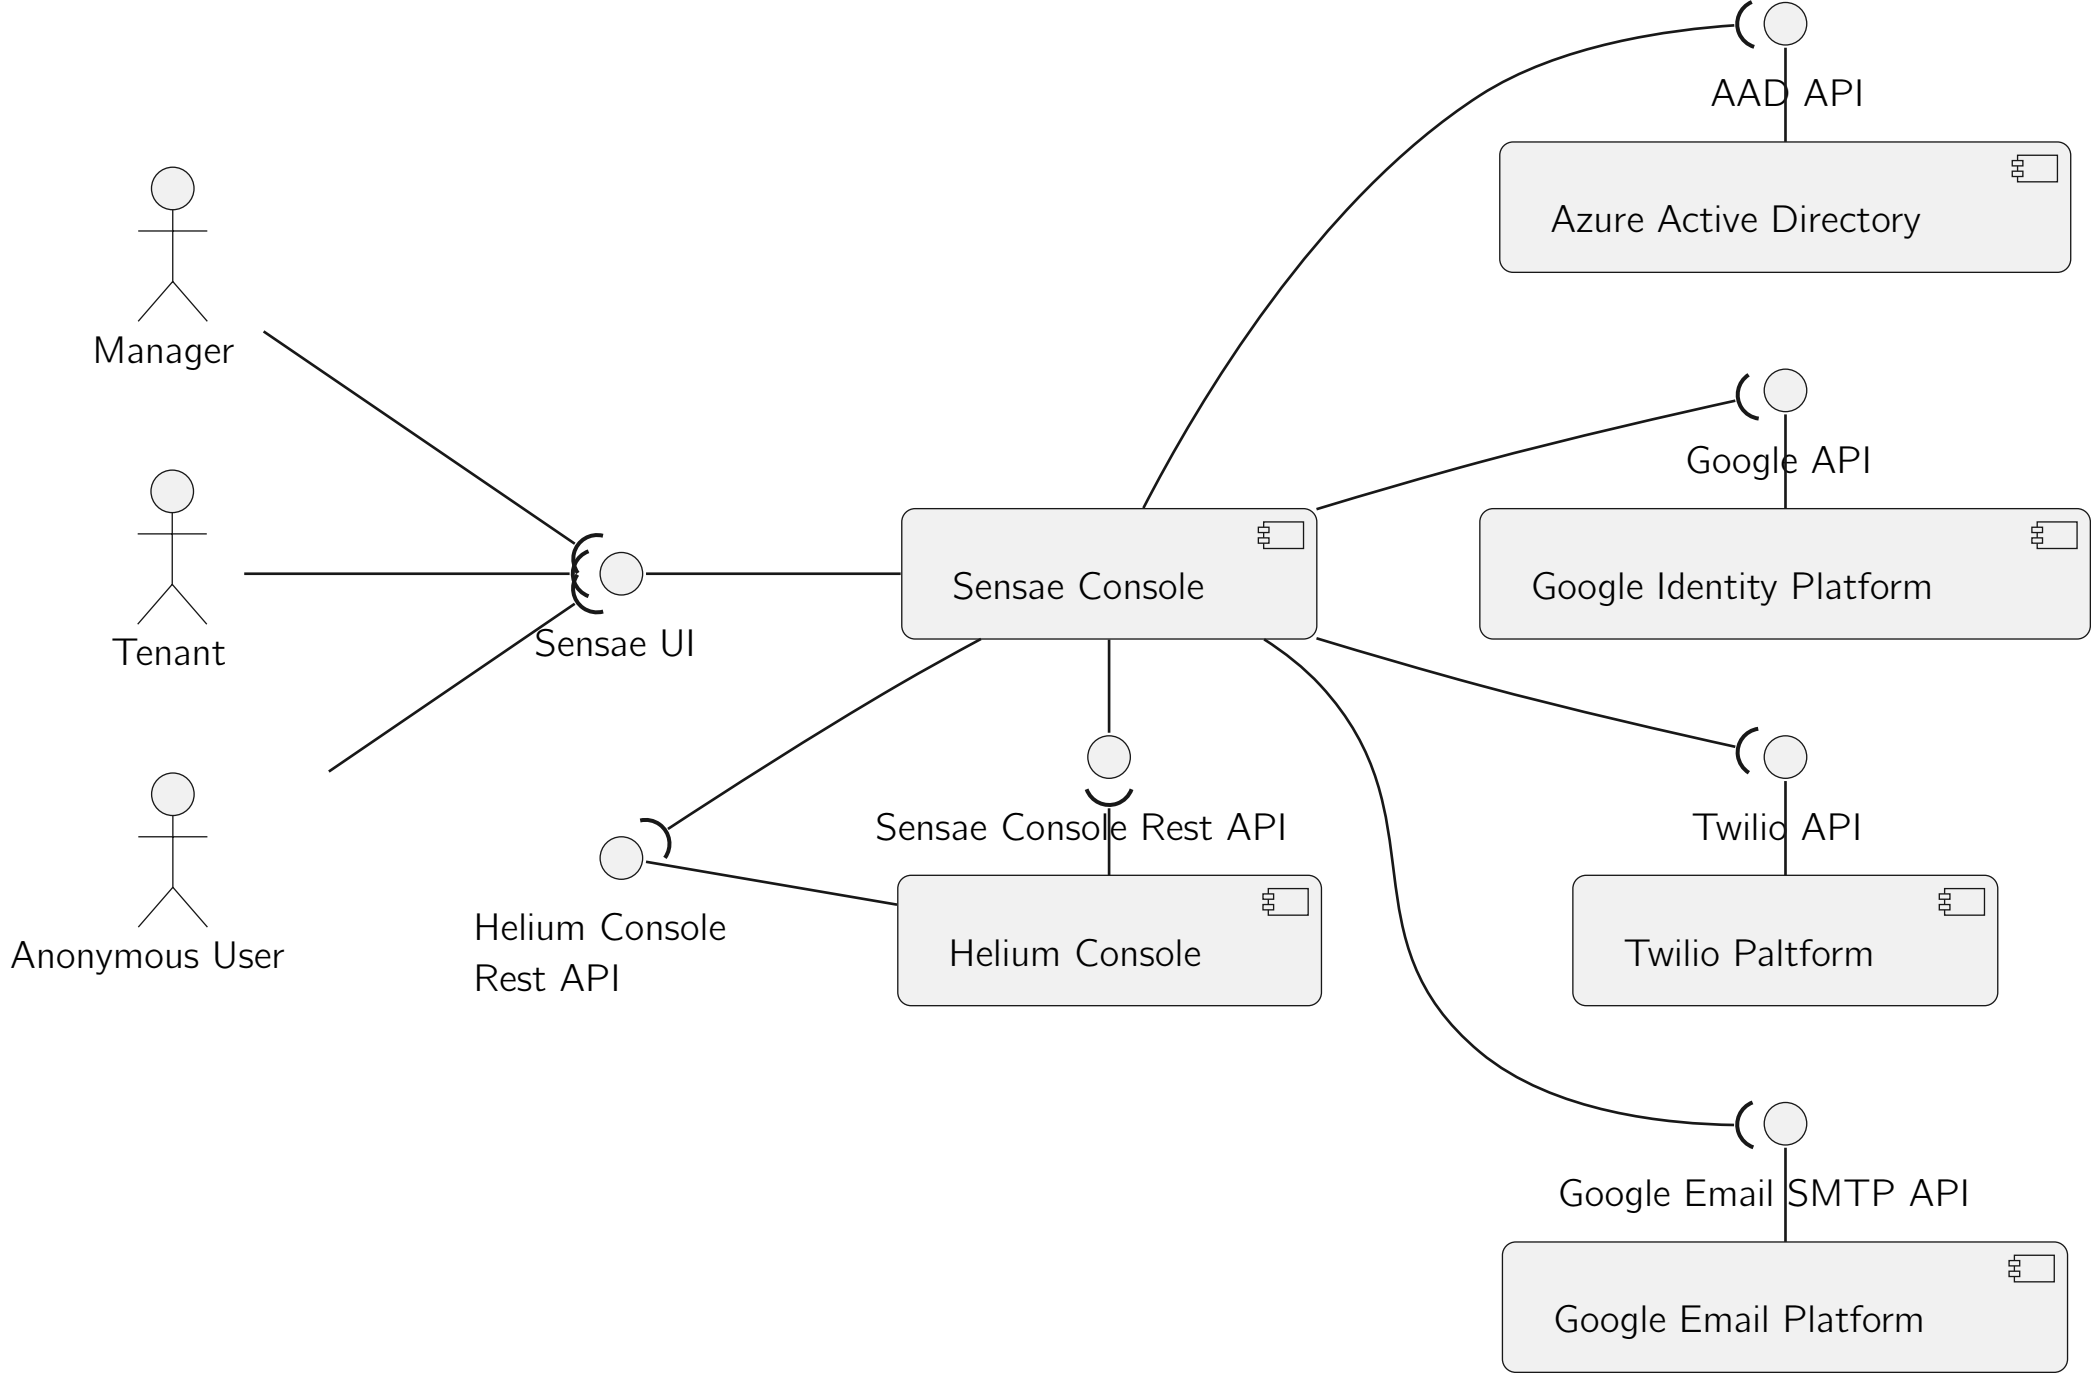 AAD API
Azure Active Directory
Manager
Google API
Sensae Console
Google Identity Platform
Tenant
Sensae UI
Sensae Console Rest API
Twilio API
Anonymous User
Helium Console
Rest API
Helium Console
Twilio Paltform
Google Email SMTP API
Google Email Platform